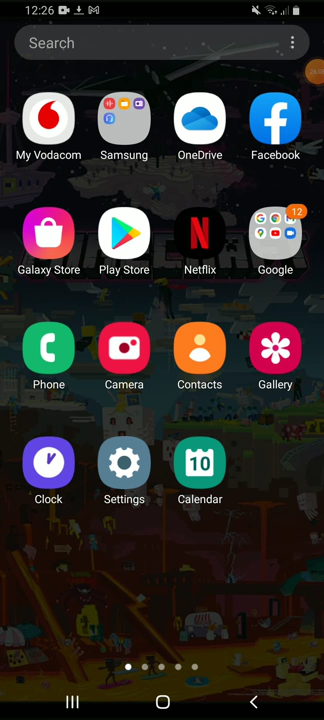 12:26
Search
My Vodacom Samsung OneDrive Facebook
12
Galaxy Store Play Store Netflix Google
Phone Camera Contacts Gallery
10
Clock Settings Calendar